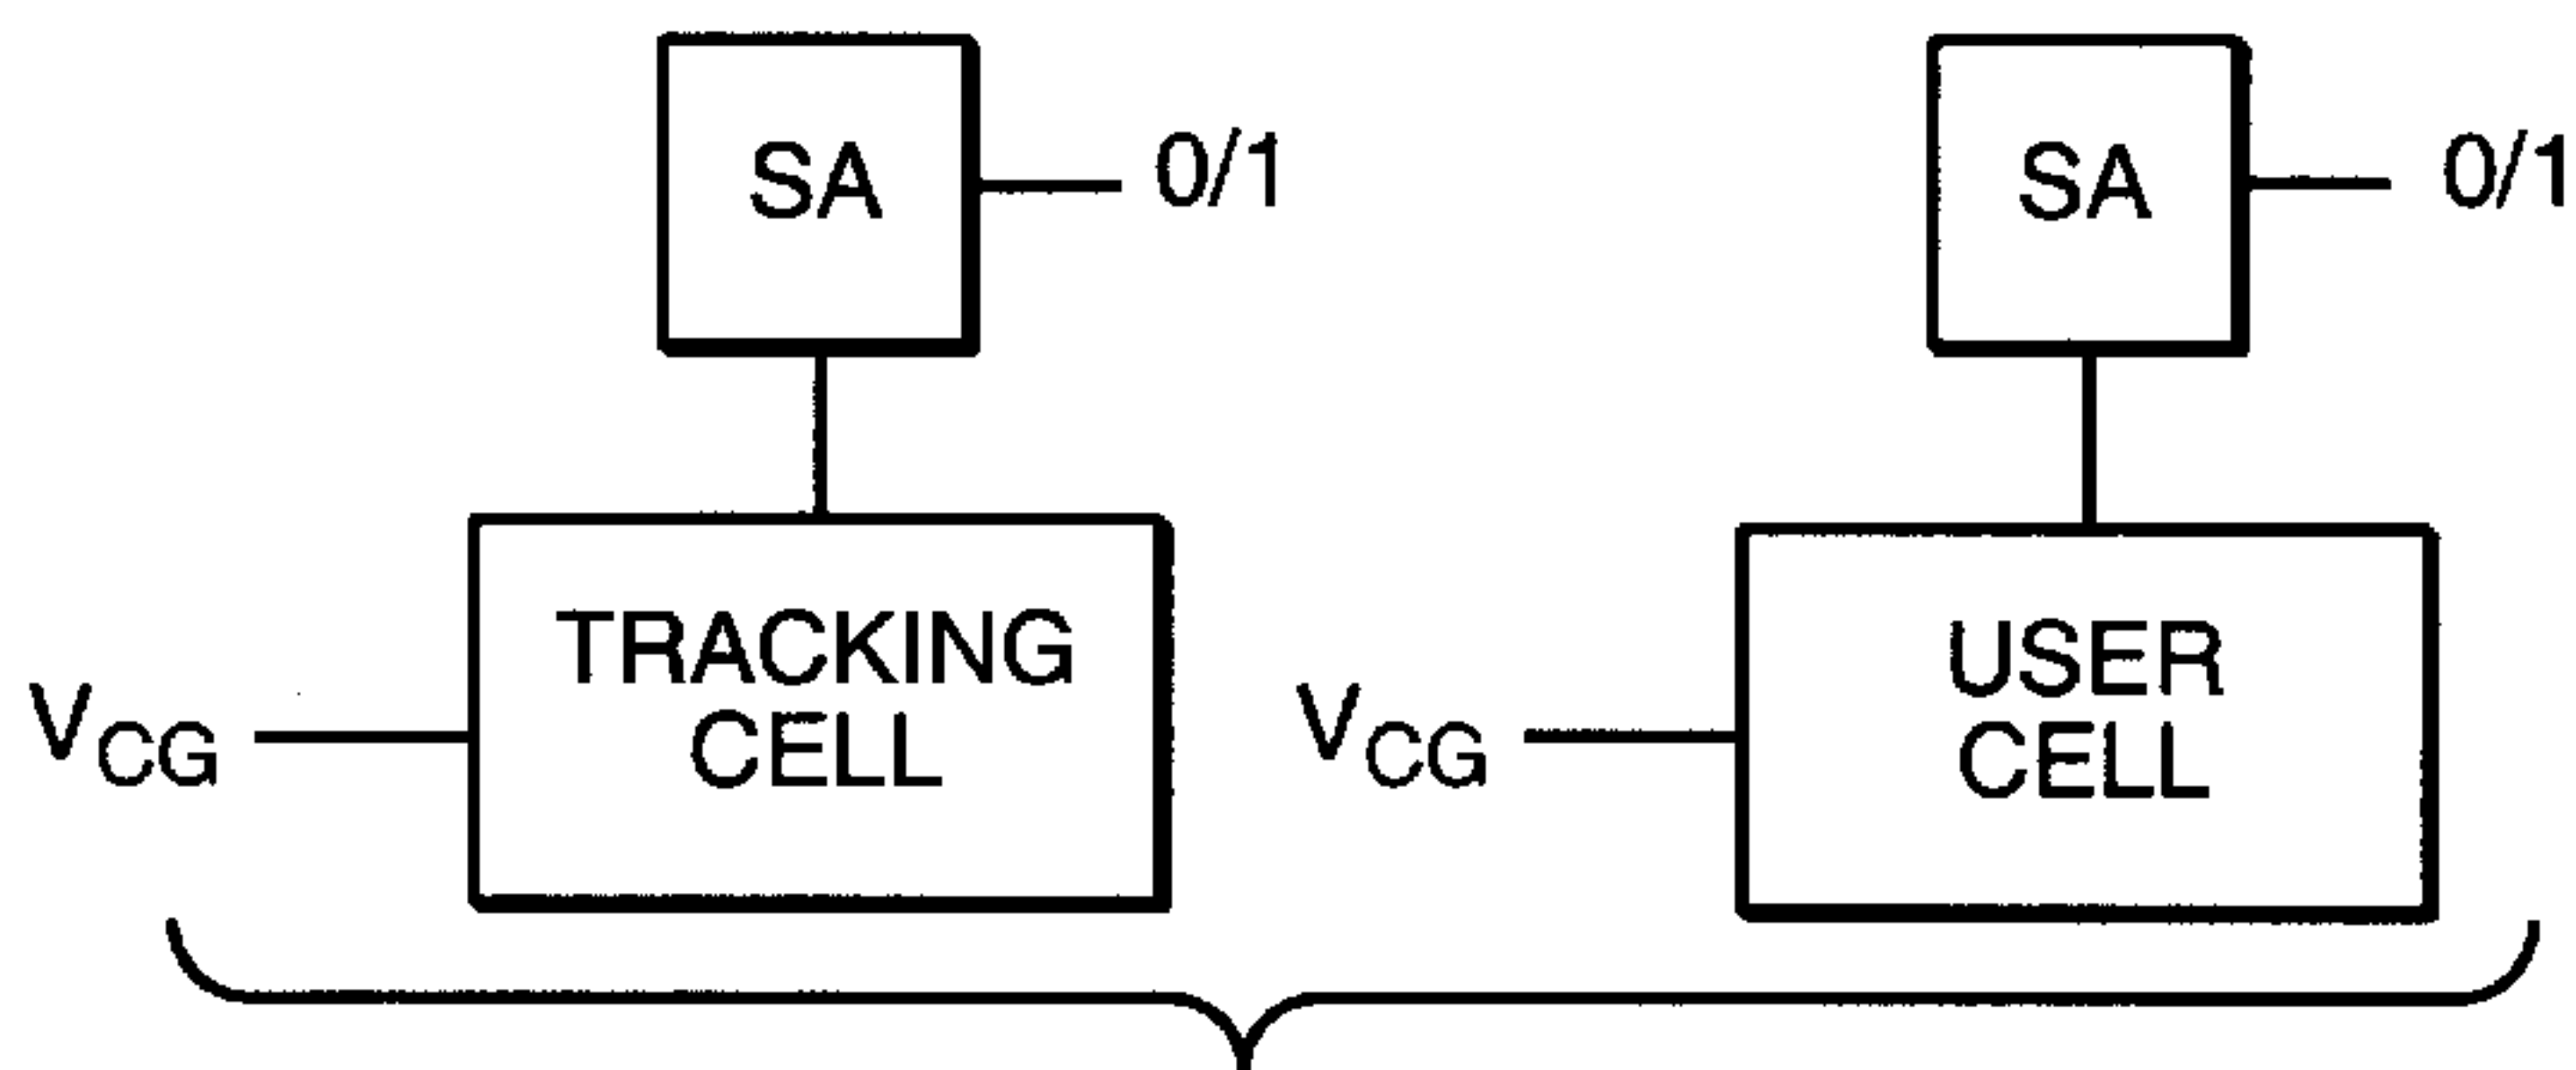 SA
0/1
SA
0/1
TRACKING
CELL
VCG
USER
CELL
VCG